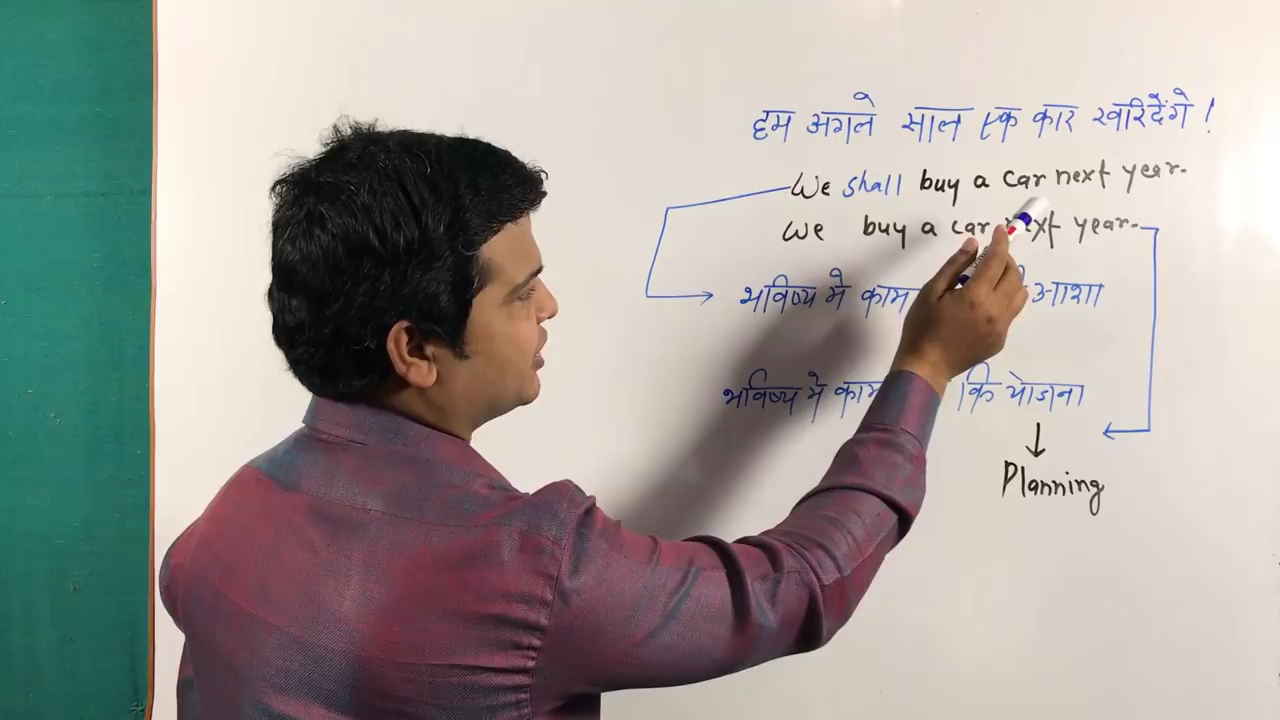 हम अगले साल एक कार खरिदेंगे !
We shall buy a car next year.
We buy a car next year.
भविष्य मे काम आशा
भविष्य मे काम कि योजना
Planning